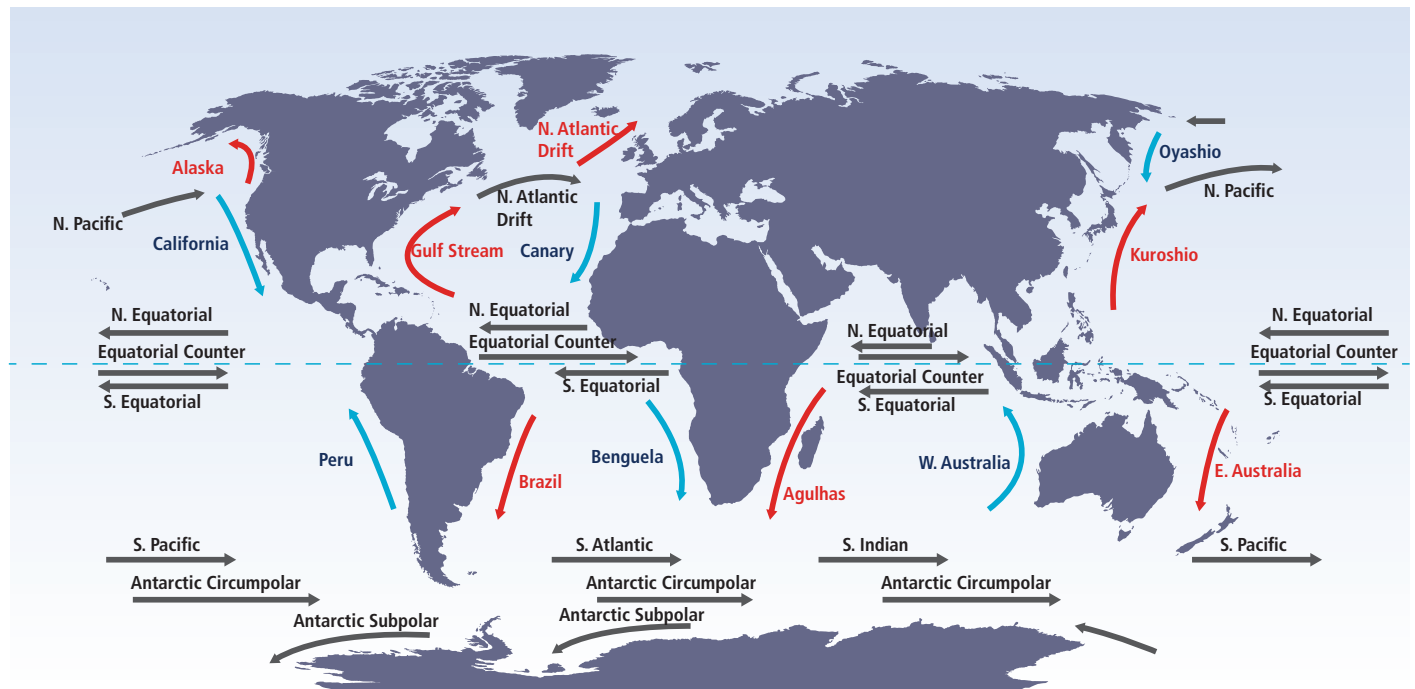 N. Atlantic
Drift
Oyashio
Alaska
N. Pacific
N. Atlantic
Drift
N. Pacific
California
Gulf Stream
Canary
Kuroshio
N. Equatorial
N. Equatorial
N. Equatorial
N. Equatorial
Equatorial Counter
Equatorial Counter
Equatorial Counter
Equatorial Counter
S. Equatorial
S. Equatorial
S. Equatorial
S. Equatorial
Peru
Brazil
Benguela
Agulhas
W. Australia
E. Australia
S. Pacific
S. Atlantic
S. Indian
S. Pacific
Antarctic Circumpolar
Antarctic Circumpolar
Antarctic Circumpolar
Antarctic Subpolar
Antarctic Subpolar